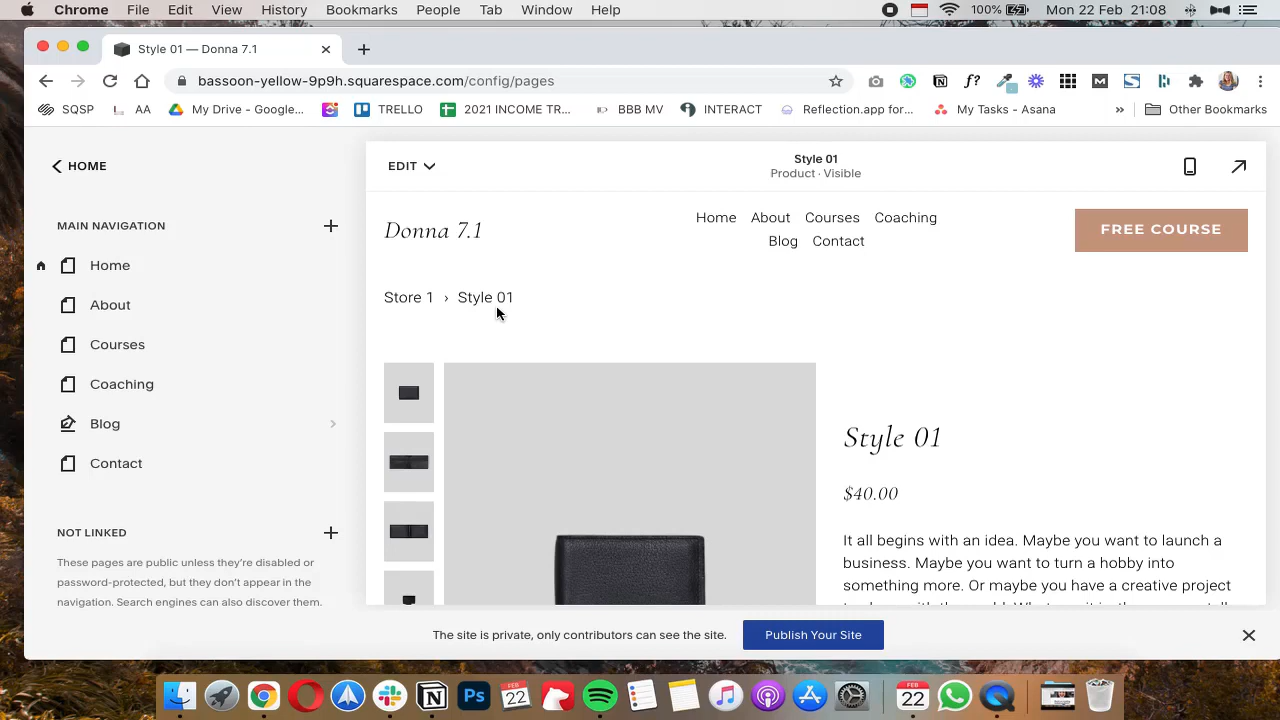 Chrome File Edit View History Bookmarks People Tab Window Help 100% Mon 22 Feb 21:08
Style 01 — Donna 7.1
bassoon-yellow-9p9h.squarespace.com/config/pages
SQSP AA My Drive - Google... TRELLO 2021 INCOME TR... BBB MV INTERACT Reflection.app for... My Tasks - Asana » Other Bookmarks
HOME
EDIT
Style 01
Product · Visible
MAIN NAVIGATION
Home
About
Courses
Coaching
Blog
Contact
NOT LINKED
These pages are public unless they're disabled or
password-protected, but they don't appear in the
navigation. Search engines can also discover them.
Donna 7.1
Home About Courses Coaching
Blog Contact
FREE COURSE
Store 1 › Style 01
Style 01
$40.00
It all begins with an idea. Maybe you want to launch a
business. Maybe you want to turn a hobby into
something more. Or maybe you have a creative project
The site is private, only contributors can see the site.
Publish Your Site